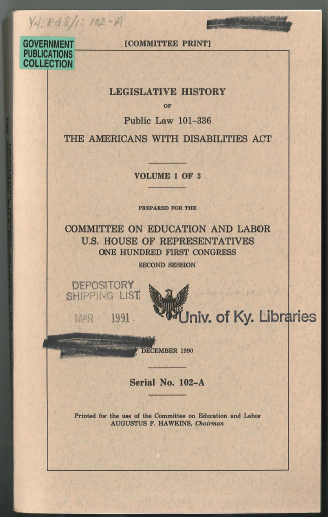 Y4.Ed8/1: 102-A
GOVERNMENT
PUBLICATIONS
COLLECTION
[COMMITTEE PRINT]
LEGISLATIVE HISTORY
OF
Public Law 101-336
THE AMERICANS WITH DISABILITIES ACT
VOLUME 1 OF 3
PREPARED FOR THE
COMMITTEE ON EDUCATION AND LABOR
U.S. HOUSE OF REPRESENTATIVES
ONE HUNDRED FIRST CONGRESS
SECOND SESSION
DEPOSITORY
SHIPPING LIST
MAR 1991
Univ. of Ky. Libraries
DECEMBER 1990
Serial No. 102-A
Printed for the use of the Committee on Education and Labor
AUGUSTUS F. HAWKINS, Chairman